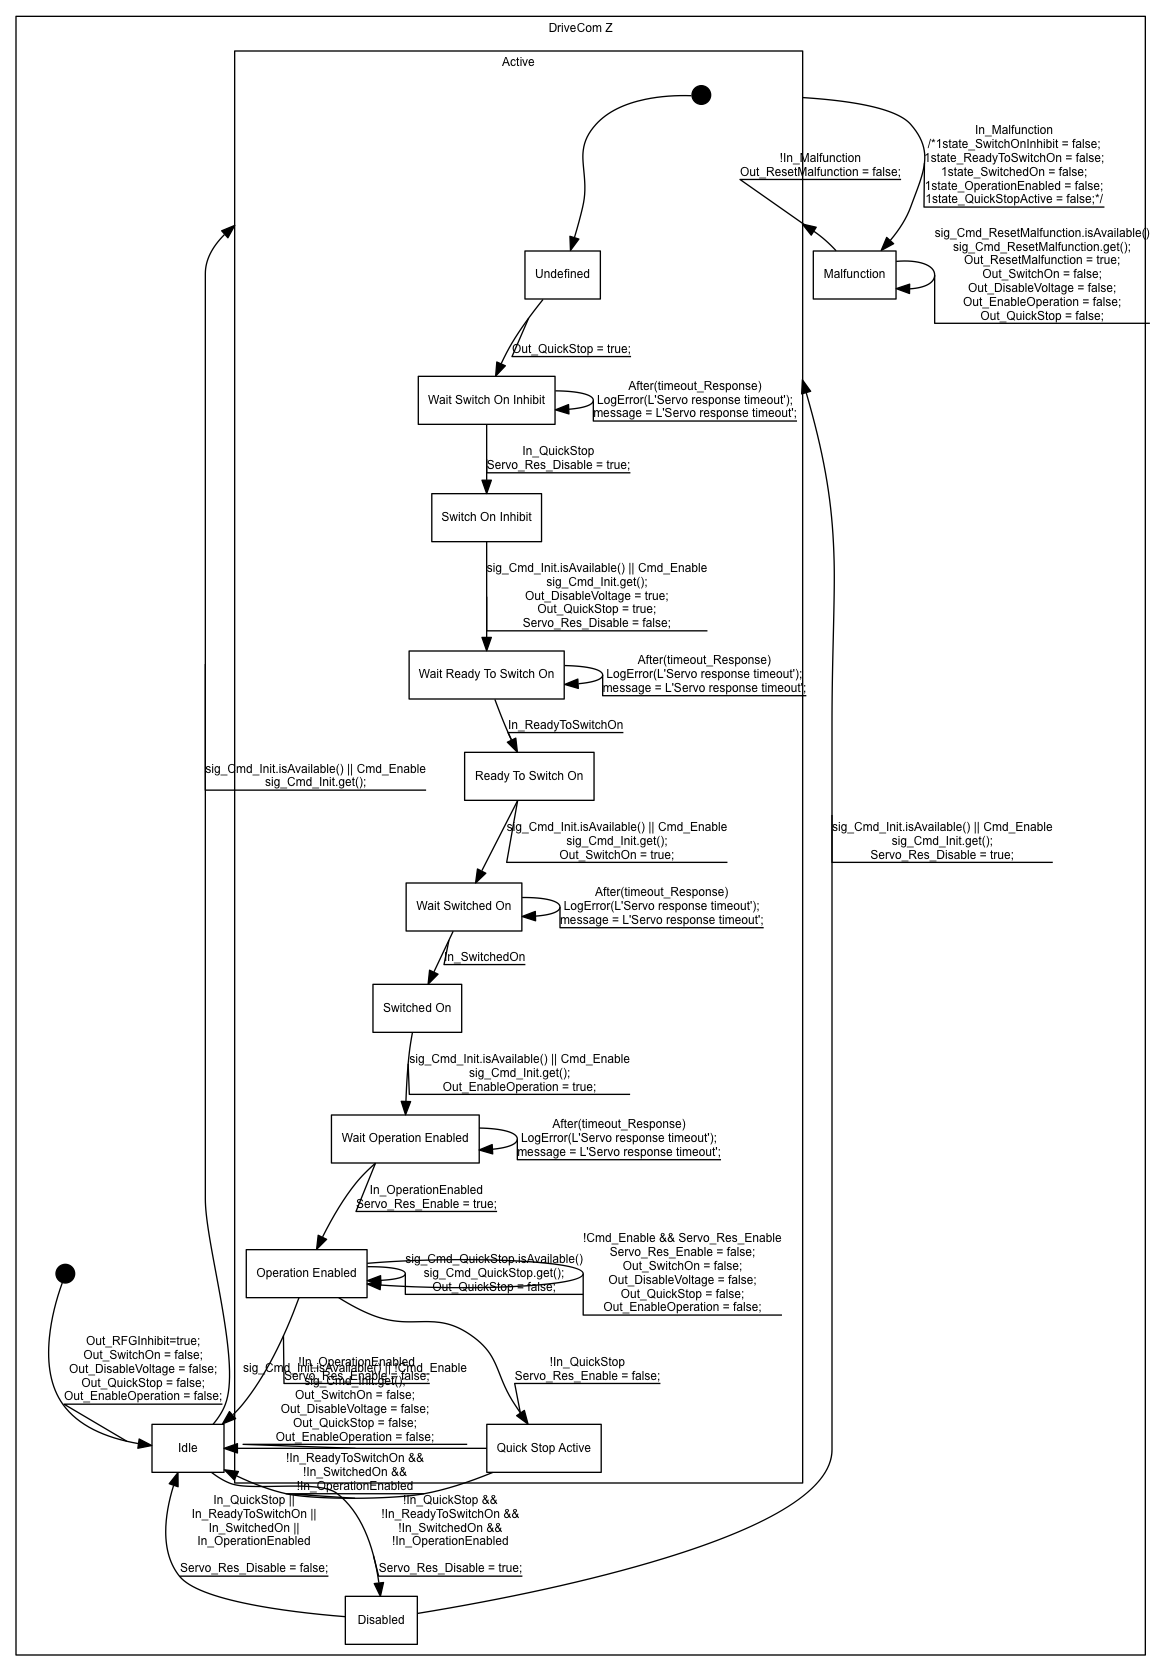 DriveCom Z
Active
In_Malfunction
/*1state_SwitchOnInhibit = false;
1state_ReadyToSwitchOn = false;
1state_SwitchedOn = false;
1state_OperationEnabled = false;
1state_QuickStopActive = false;*/
!In_Malfunction
Out_ResetMalfunction = false;
sig_Cmd_ResetMalfunction.isAvailable()
sig_Cmd_ResetMalfunction.get();
Out_ResetMalfunction = true;
Out_SwitchOn = false;
Out_DisableVoltage = false;
Out_EnableOperation = false;
Out_QuickStop = false;
Undefined
Malfunction
Out_QuickStop = true;
Wait Switch On Inhibit
After(timeout_Response)
LogError(L'Servo response timeout');
message = L'Servo response timeout';
In_QuickStop
Servo_Res_Disable = true;
Switch On Inhibit
sig_Cmd_Init.isAvailable() || Cmd_Enable
sig_Cmd_Init.get();
Out_DisableVoltage = true;
Out_QuickStop = true;
Servo_Res_Disable = false;
Wait Ready To Switch On
After(timeout_Response)
LogError(L'Servo response timeout');
message = L'Servo response timeout';
In_ReadyToSwitchOn
Ready To Switch On
sig_Cmd_Init.isAvailable() || Cmd_Enable
sig_Cmd_Init.get();
sig_Cmd_Init.isAvailable() || Cmd_Enable
sig_Cmd_Init.get();
Out_SwitchOn = true;
sig_Cmd_Init.isAvailable() || Cmd_Enable
sig_Cmd_Init.get();
Servo_Res_Disable = true;
Wait Switched On
After(timeout_Response)
LogError(L'Servo response timeout');
message = L'Servo response timeout';
In_SwitchedOn
Switched On
sig_Cmd_Init.isAvailable() || Cmd_Enable
sig_Cmd_Init.get();
Out_EnableOperation = true;
Wait Operation Enabled
After(timeout_Response)
LogError(L'Servo response timeout');
message = L'Servo response timeout';
In_OperationEnabled
Servo_Res_Enable = true;
Operation Enabled
sig_Cmd_QuickStop.isAvailable()
sig_Cmd_QuickStop.get();
Out_QuickStop = false;
!Cmd_Enable && Servo_Res_Enable
Servo_Res_Enable = false;
Out_SwitchOn = false;
Out_DisableVoltage = false;
Out_QuickStop = false;
Out_EnableOperation = false;
Out_RFGInhibit=true;
Out_SwitchOn = false;
Out_DisableVoltage = false;
Out_QuickStop = false;
Out_EnableOperation = false;
!In_OperationEnabled
Servo_Res_Enable = false;
sig_Cmd_Init.isAvailable() || !Cmd_Enable
sig_Cmd_Init.get();
Out_SwitchOn = false;
Out_DisableVoltage = false;
Out_QuickStop = false;
Out_EnableOperation = false;
!In_QuickStop
Servo_Res_Enable = false;
Idle
Quick Stop Active
!In_ReadyToSwitchOn &&
!In_SwitchedOn &&
!In_OperationEnabled
In_QuickStop ||
In_ReadyToSwitchOn ||
In_SwitchedOn ||
In_OperationEnabled
Servo_Res_Disable = false;
!In_QuickStop &&
!In_ReadyToSwitchOn &&
!In_SwitchedOn &&
!In_OperationEnabled
Servo_Res_Disable = true;
Disabled